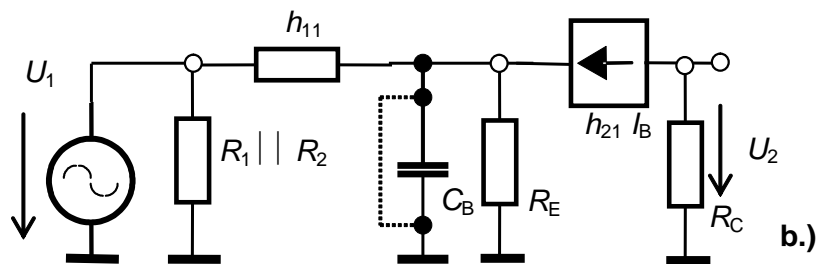 h11
U1
h21 IB
R1 || R2
CB
RE
U2
RC
b.)